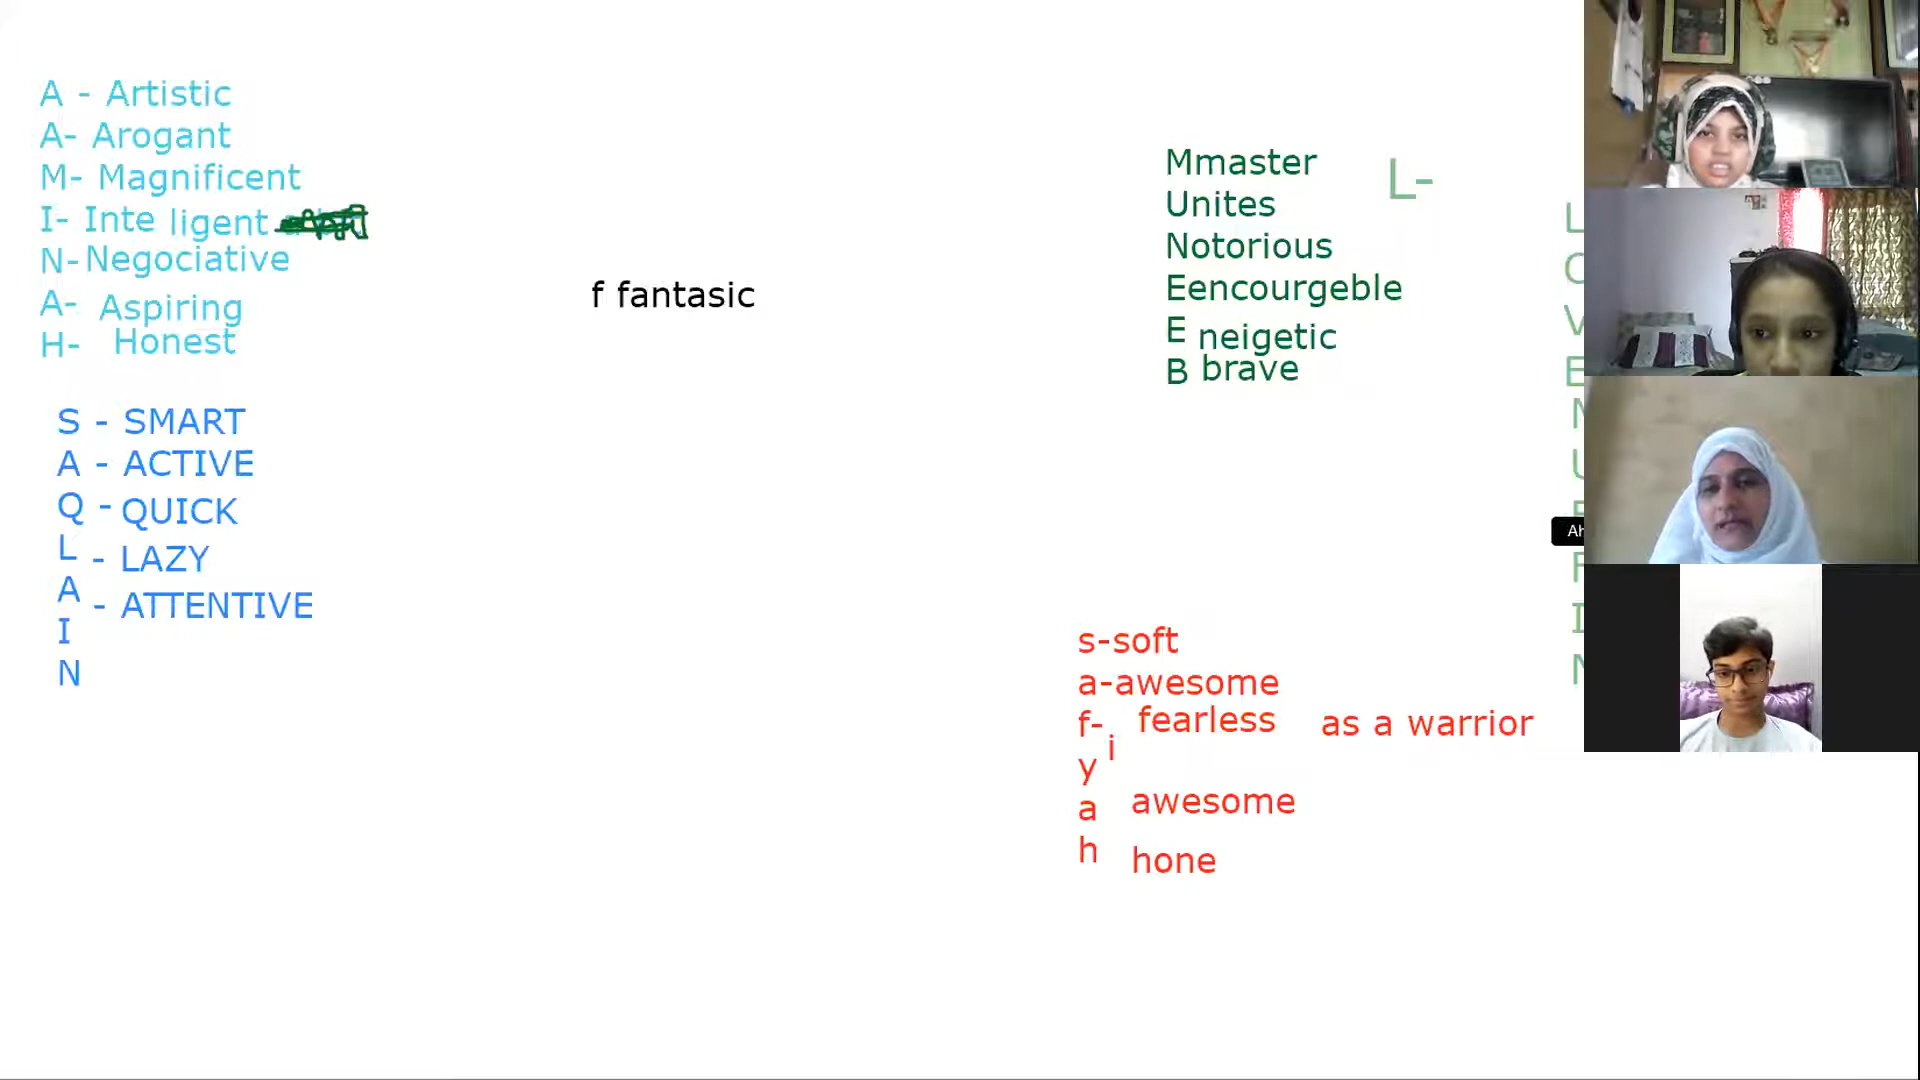 A - Artistic
A- Arogant
M- Magnificent
I- Inte ligent
N- Negociative
A- Aspiring
H- Honest
S - SMART
A - ACTIVE
Q - QUICK
L - LAZY
A - ATTENTIVE
I
N
f fantasic
Mmaster
Unites
Notorious
Eencourgeble
E neigetic
B brave
L-
L
V
E
U
I
s-soft
a-awesome
f- fearless as a warrior
i
y
a awesome
h hone
Ah